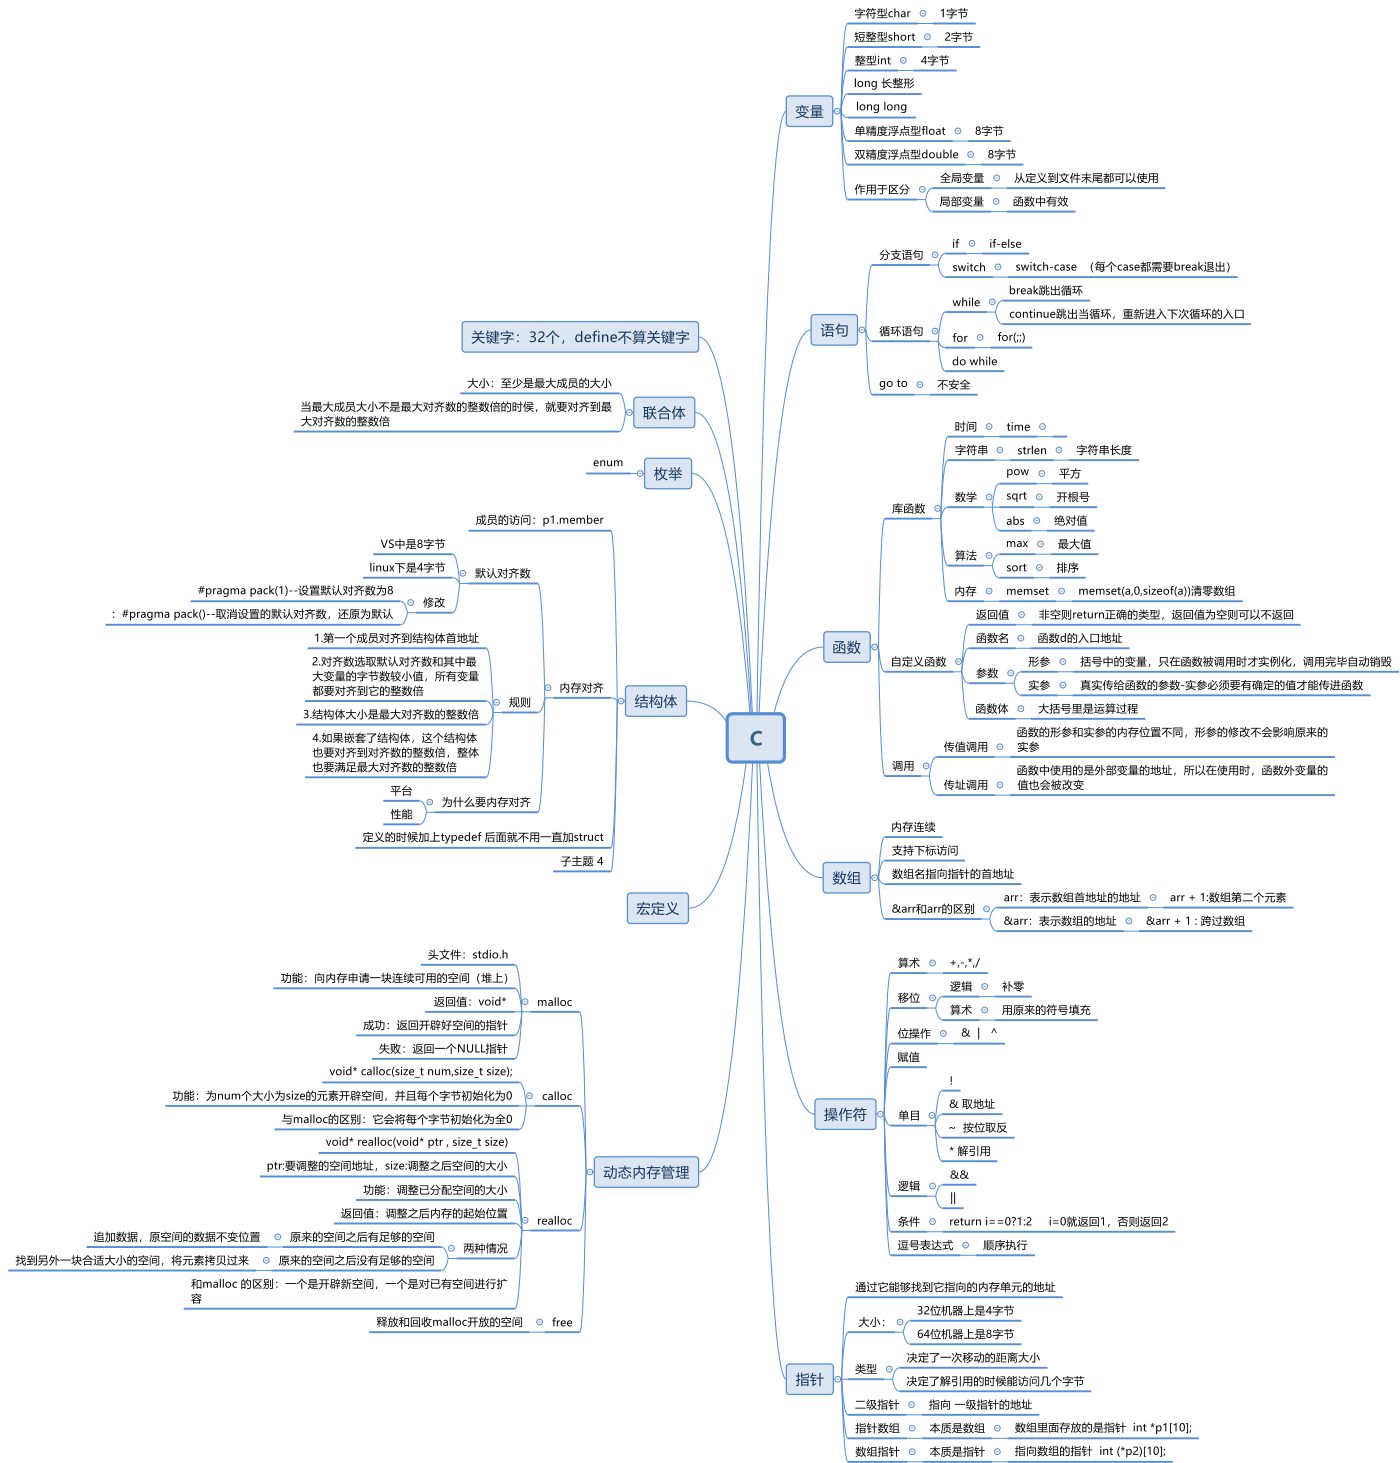 C
变量
字符型char
1字节
短整型short
2字节
整型int
4字节
long 长整形
long long
单精度浮点型float
8字节
双精度浮点型double
8字节
作用于区分
全局变量
从定义到文件末尾都可以使用
局部变量
函数中有效
语句
分支语句
if
if-else
switch
switch-case （每个case都需要break退出）
循环语句
while
break跳出循环
continue跳出当循环，重新进入下次循环的入口
for
for(;;)
do while
go to
不安全
函数
库函数
时间
time
字符串
strlen
字符串长度
数学
pow
平方
sqrt
开根号
abs
绝对值
算法
max
最大值
sort
排序
内存
memset
memset(a,0,sizeof(a))清零数组
自定义函数
返回值
非空则return正确的类型，返回值为空则可以不返回
函数名
函数d的入口地址
参数
形参
括号中的变量，只在函数被调用时才实例化，调用完毕自动销毁
实参
真实传给函数的参数-实参必须要有确定的值才能传进函数
函数体
大括号里是运算过程
调用
传值调用
函数的形参和实参的内存位置不同，形参的修改不会影响原来的
实参
传址调用
函数中使用的是外部变量的地址，所以在使用时，函数外变量的
值也会被改变
数组
内存连续
支持下标访问
数组名指向指针的首地址
&arr和arr的区别
arr：表示数组首地址的地址
arr + 1:数组第二个元素
&arr：表示数组的地址
&arr + 1 : 跨过数组
操作符
算术
+,-,*,/
移位
逻辑
补零
算术
用原来的符号填充
位操作
& | ^
赋值
单目
!
& 取地址
~ 按位取反
* 解引用
逻辑
&&
||
条件
return i==0?1:2 i=0就返回1，否则返回2
逗号表达式
顺序执行
指针
通过它能够找到它指向的内存单元的地址
大小：
32位机器上是4字节
64位机器上是8字节
类型
决定了一次移动的距离大小
决定了解引用的时候能访问几个字节
二级指针
指向 一级指针的地址
指针数组
本质是数组
数组里面存放的是指针 int *p1[10];
数组指针
本质是指针
指向数组的指针 int (*p2)[10];
关键字：32个，define不算关键字
联合体
大小：至少是最大成员的大小
当最大成员大小不是最大对齐数的整数倍的时侯，就要对齐到最
大对齐数的整数倍
枚举
enum
结构体
成员的访问：p1.member
内存对齐
默认对齐数
VS中是8字节
linux下是4字节
修改
#pragma pack(1)--设置默认对齐数为8
：#pragma pack()--取消设置的默认对齐数，还原为默认
规则
1.第一个成员对齐到结构体首地址
2.对齐数选取默认对齐数和其中最
大变量的字节数较小值，所有变量
都要对齐到它的整数倍
3.结构体大小是最大对齐数的整数倍
4.如果嵌套了结构体，这个结构体
也要对齐到对齐数的整数倍，整体
也要满足最大对齐数的整数倍
为什么要内存对齐
平台
性能
定义的时候加上typedef 后面就不用一直加struct
子主题 4
宏定义
动态内存管理
malloc
头文件：stdio.h
功能：向内存申请一块连续可用的空间（堆上）
返回值：void*
成功：返回开辟好空间的指针
失败：返回一个NULL指针
calloc
void* calloc(size_t num,size_t size);
功能：为num个大小为size的元素开辟空间，并且每个字节初始化为0
与malloc的区别：它会将每个字节初始化为全0
realloc
void* realloc(void* ptr , size_t size)
ptr:要调整的空间地址，size:调整之后空间的大小
功能：调整已分配空间的大小
返回值：调整之后内存的起始位置
两种情况
原来的空间之后有足够的空间
追加数据，原空间的数据不变位置
原来的空间之后没有足够的空间
找到另外一块合适大小的空间，将元素拷贝过来
和malloc 的区别：一个是开辟新空间，一个是对已有空间进行扩
容
free
释放和回收malloc开放的空间